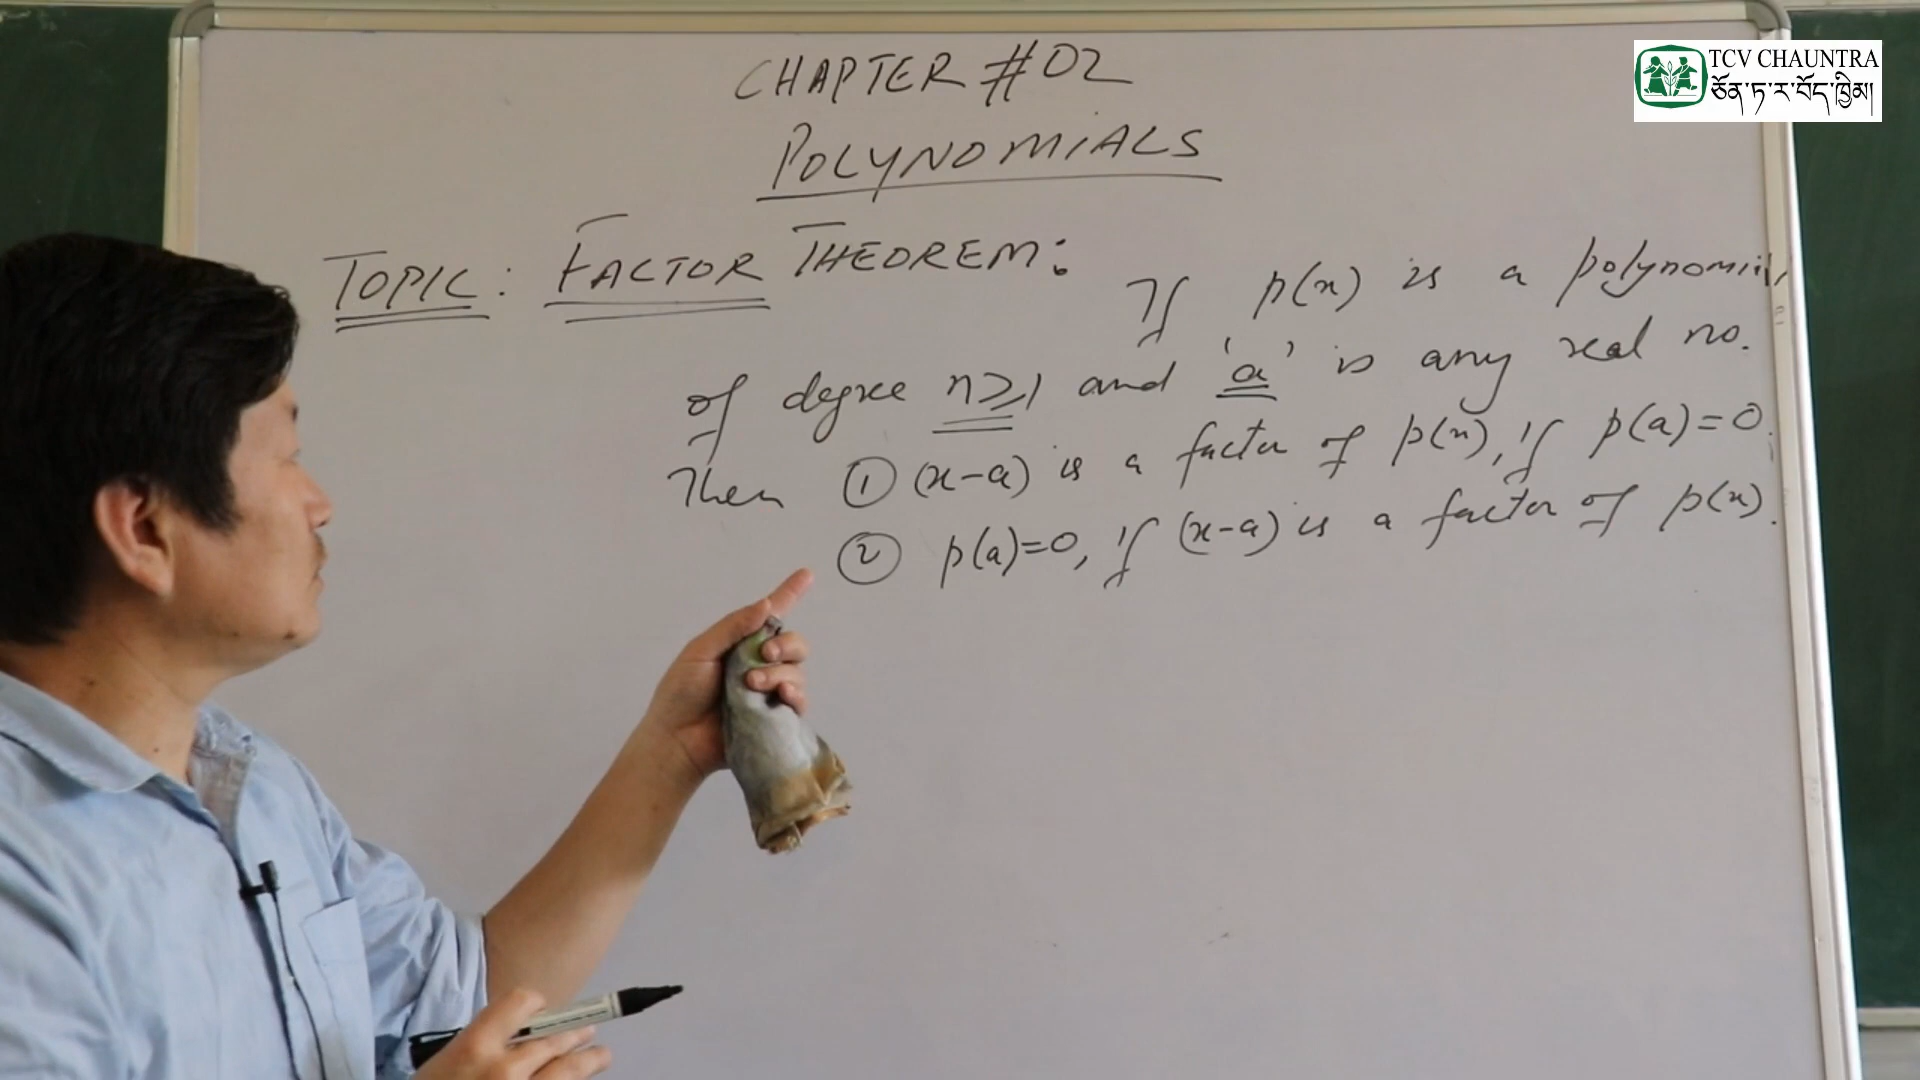 CHAPTER #02
POLYNOMIALS
TOPIC: FACTOR THEOREM: If p(x) is a polynomial
of degree n≥1 and 'a' is any real no.
Then ① (x-a) is a factor of p(x), if p(a)=0;
② p(a)=0, if (x-a) is a factor of p(x).
TCV CHAUNTRA
ཅོན་ཏ་ར་བོད་ཁྱིམ།